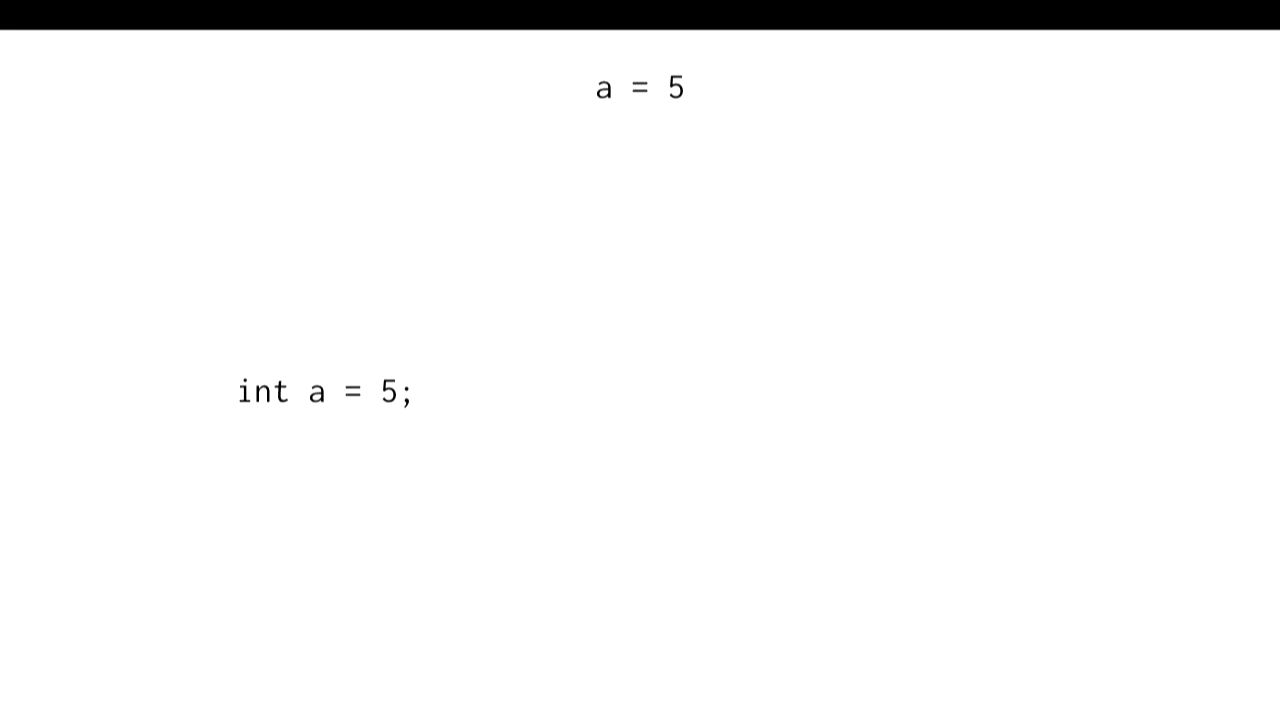 a = 5
int a = 5;